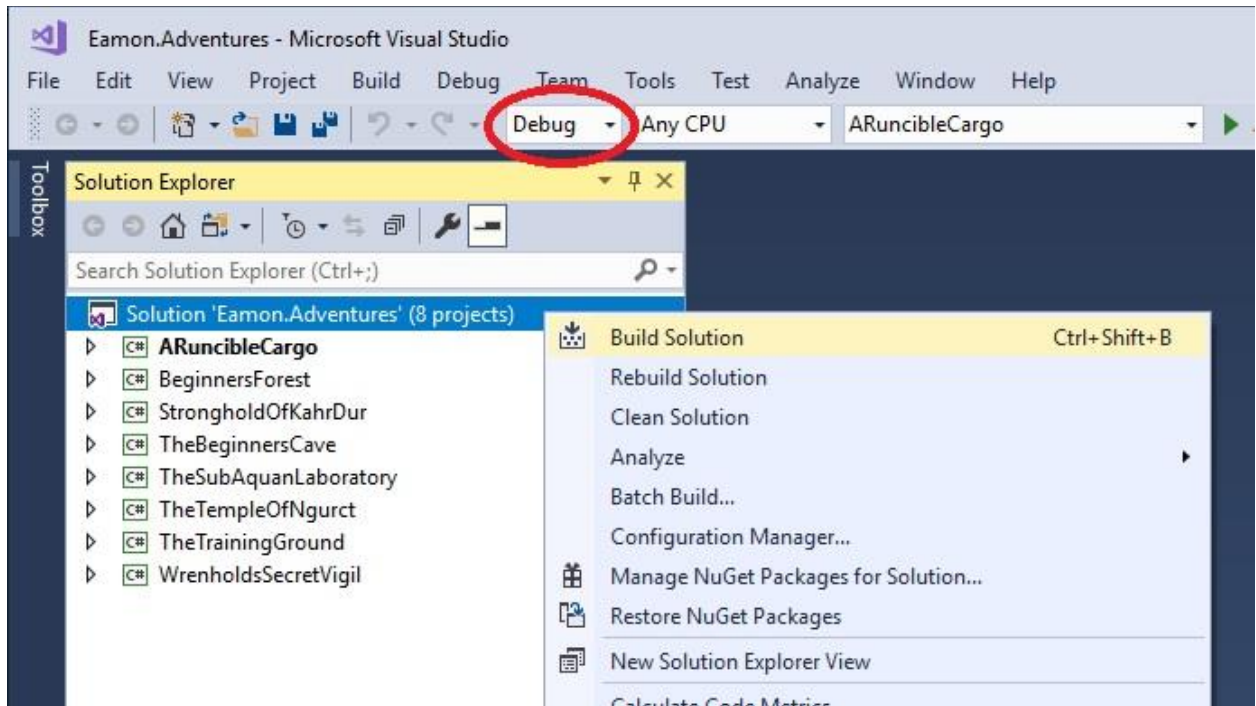 Eamon.Adventures - Microsoft Visual Studio
File Edit View Project Build Debug Team Tools Test Analyze Window Help
Debug Any CPU ARuncibleCargo
Toolbox
Solution Explorer
Search Solution Explorer (Ctrl+;)
Solution 'Eamon.Adventures' (8 projects)
C# ARuncibleCargo
C# BeginnersForest
C# StrongholdOfKahrDur
C# TheBeginnersCave
C# TheSubAquanLaboratory
C# TheTempleOfNgurct
C# TheTrainingGround
C# WrenholdsSecretVigil
Build Solution Ctrl+Shift+B
Rebuild Solution
Clean Solution
Analyze
Batch Build...
Configuration Manager...
Manage NuGet Packages for Solution...
Restore NuGet Packages
New Solution Explorer View
Calculate Code Metrics